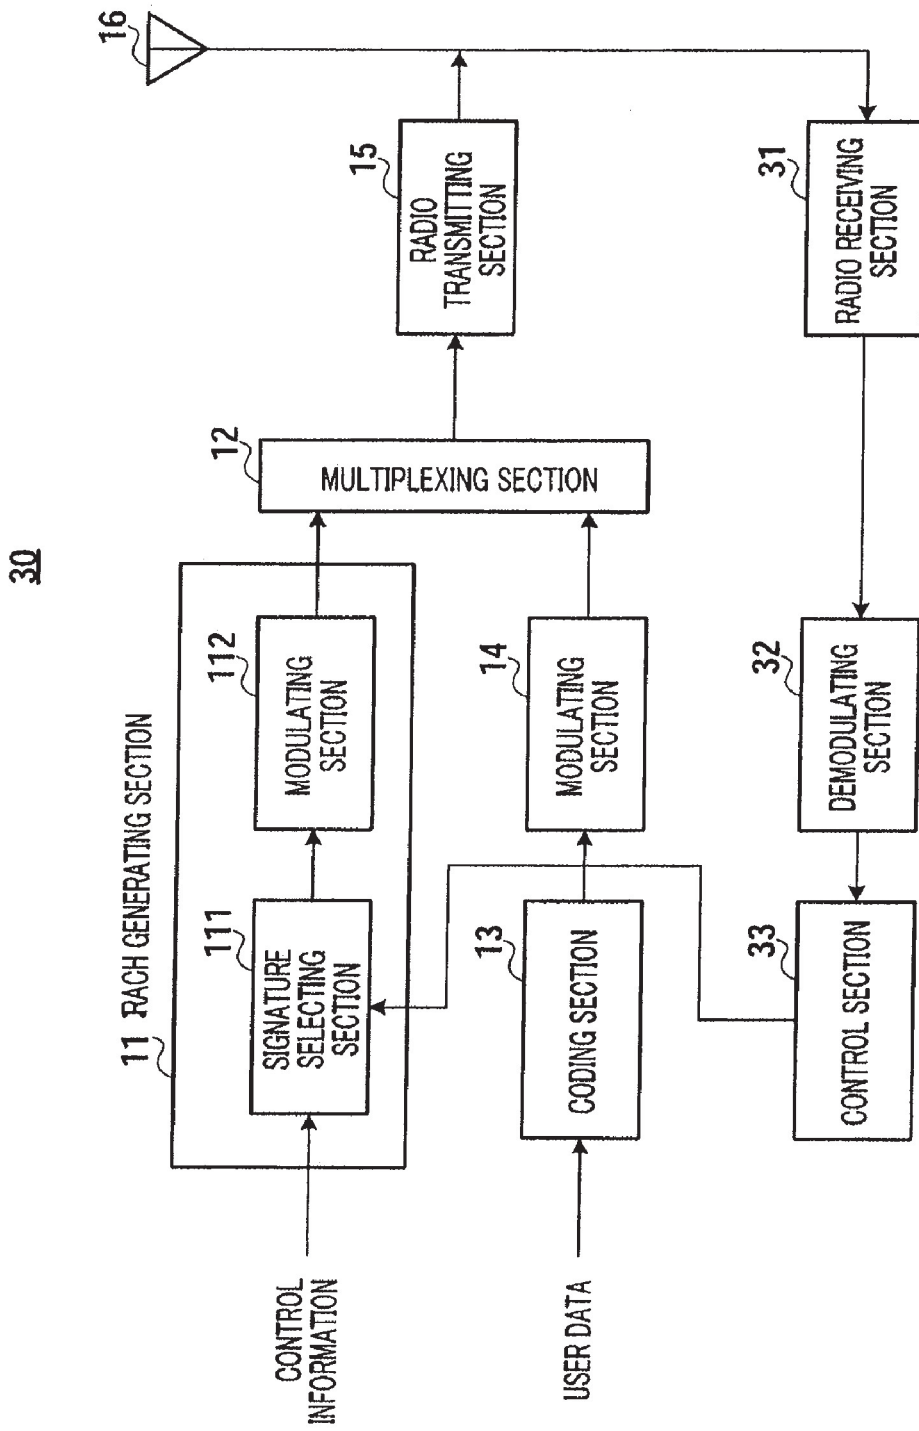 30
11 RACH GENERATING SECTION
CONTROL
INFORMATION
111
SIGNATURE
SELECTING
SECTION
112
MODULATING
SECTION
12
MULTIPLEXING SECTION
15
RADIO
TRANSMITTING
SECTION
16
USER DATA
13
CODING SECTION
14
MODULATING
SECTION
33
CONTROL SECTION
32
DEMODULATING
SECTION
31
RADIO RECEIVING
SECTION